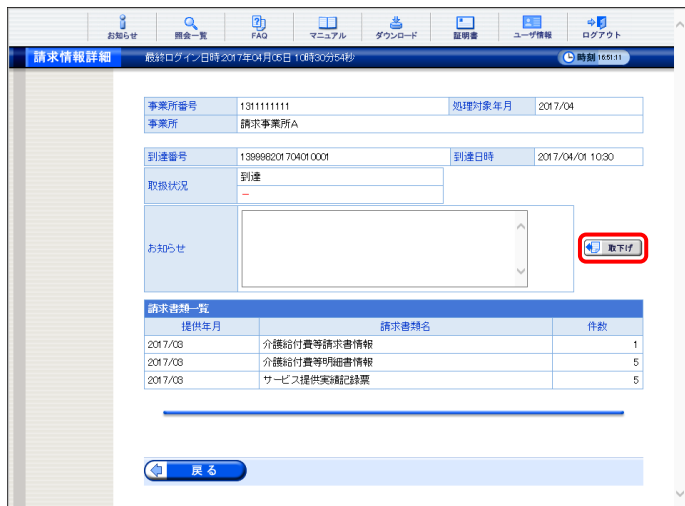 お知らせ 照会一覧 FAQ マニュアル ダウンロード 証明書 ユーザ情報 ログアウト
請求情報詳細 最終ログイン日時:2017年04月05日 10時30分54秒 時刻 16:51:11
事業所番号 1311111111 処理対象年月 2017/04
事業所 請求事業所A
到達番号 139998201704010001 到達日時 2017/04/01 10:30
取扱状況 到達
－
お知らせ 取下げ
請求書類一覧
提供年月 請求書類名 件数
2017/03 介護給付費等請求書情報 1
2017/03 介護給付費等明細書情報 5
2017/03 サービス提供実績記録票 5
戻る